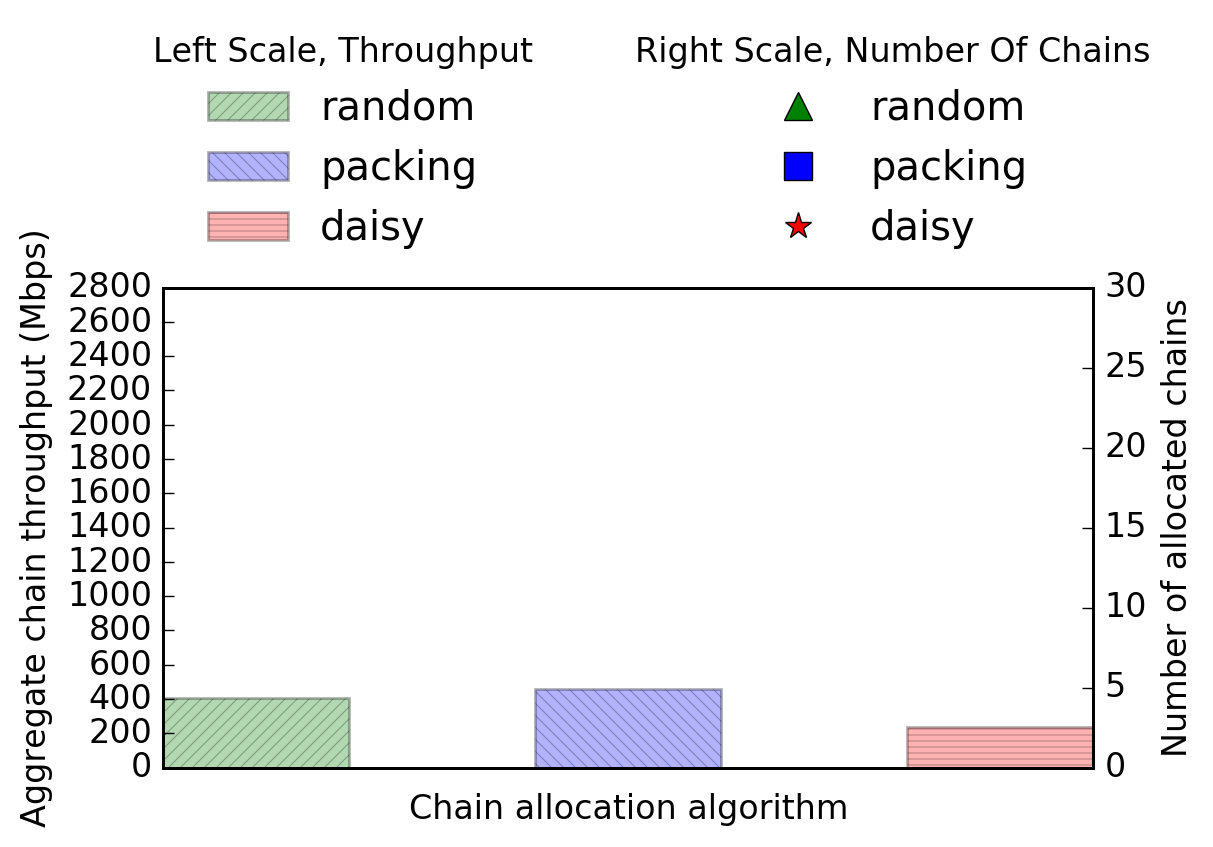 Left Scale, Throughput
random
packing
daisy
Right Scale, Number Of Chains
random
packing
daisy
Aggregate chain throughput (Mbps)
2800
2600
2400
2200
2000
1800
1600
1400
1200
1000
800
600
400
200
0
30
25
20
15
10
5
0
Number of allocated chains
Chain allocation algorithm